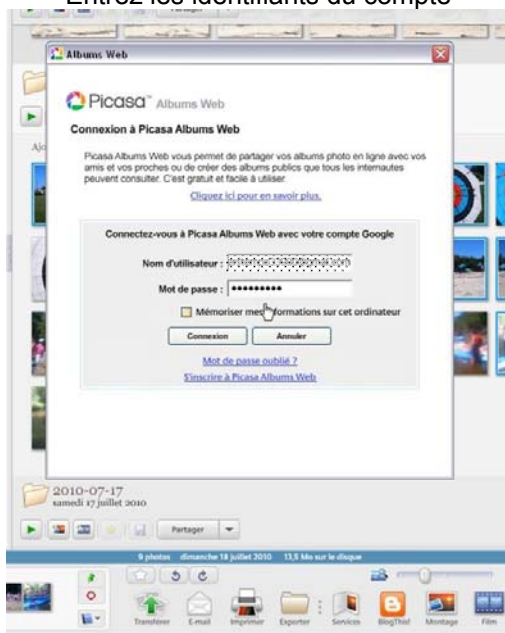 Entrez les identifiants du compte
Albums Web
Picasa™ Albums Web
Connexion à Picasa Albums Web
Picasa Albums Web vous permet de partager vos albums photo en ligne avec vos
amis et vos proches ou de créer des albums publics que tous les internautes
peuvent consulter. C'est gratuit et facile à utiliser.
Cliquez ici pour en savoir plus.
Connectez-vous à Picasa Albums Web avec votre compte Google
Nom d'utilisateur :
Mot de passe : •••••••••
Mémoriser mes informations sur cet ordinateur
Connexion Annuler
Mot de passe oublié ?
S'inscrire à Picasa Albums Web
2010-07-17
samedi 17 juillet 2010
Partager
9 photos dimanche 18 juillet 2010 13,5 Mo sur le disque
Transférer E-mail Imprimer Exporter Services BlogThis! Montage Film